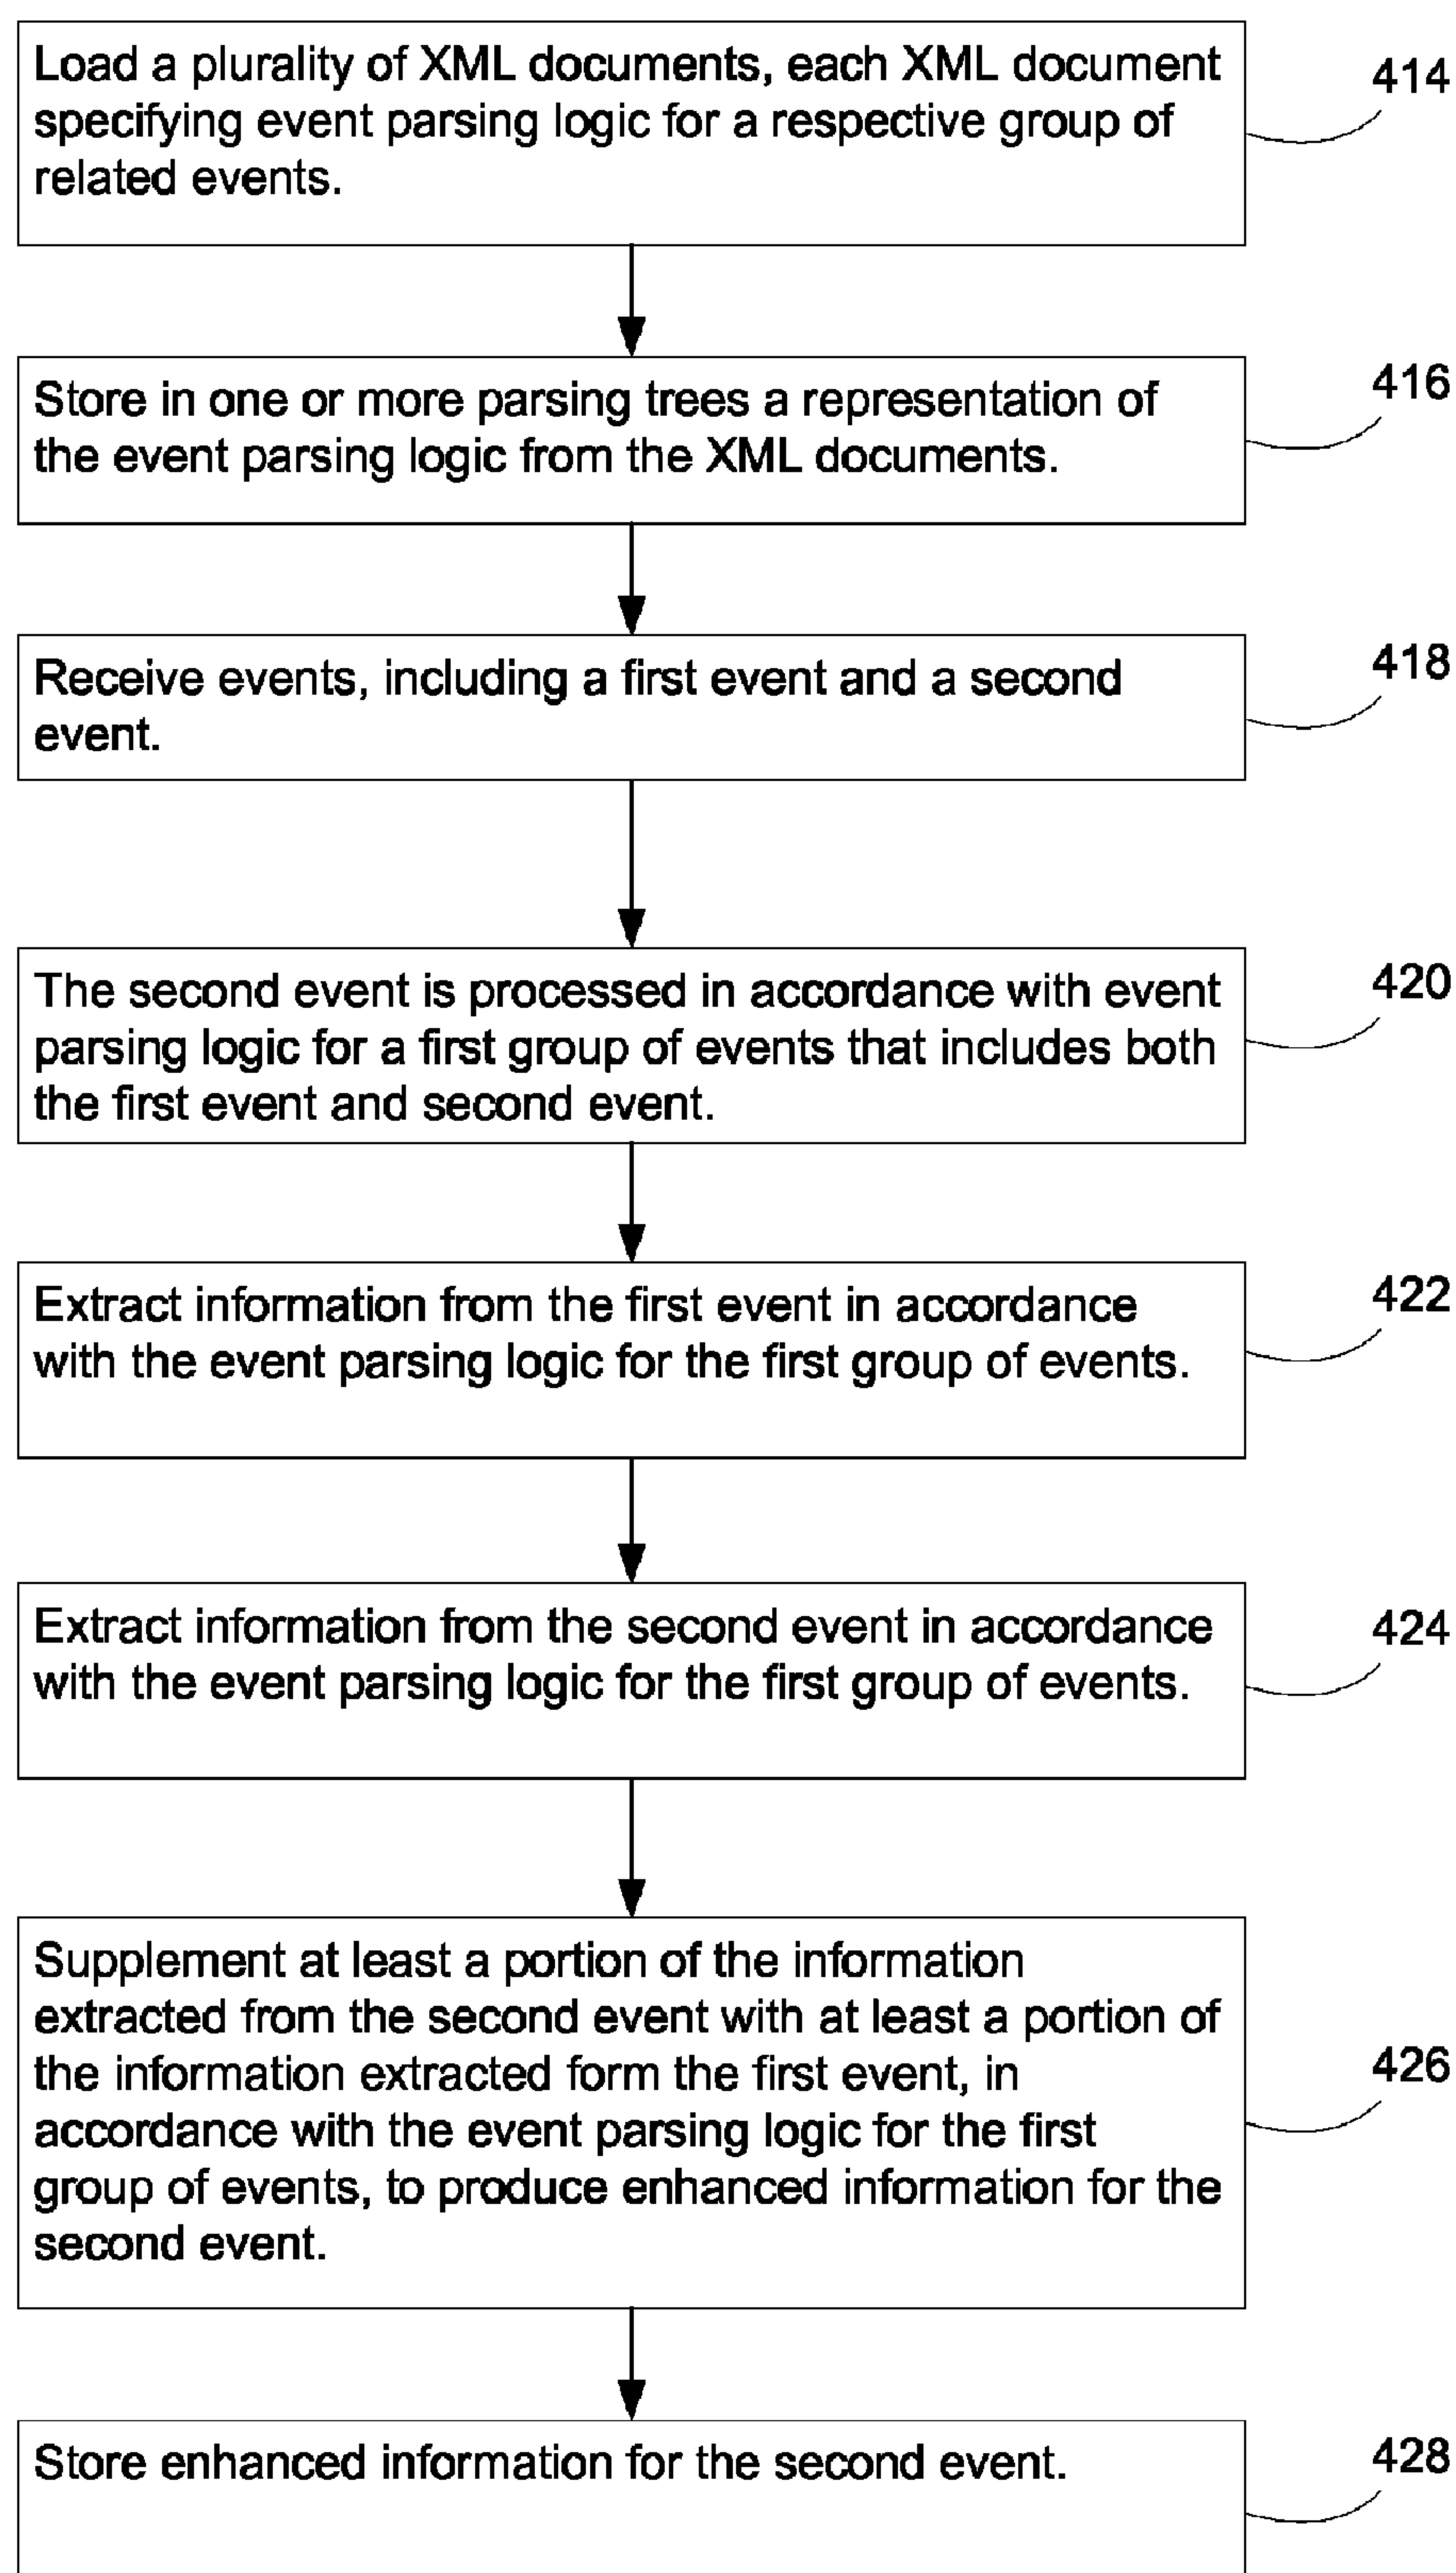 Load a plurality of XML documents, each XML document
specifying event parsing logic for a respective group of
related events.
414
Store in one or more parsing trees a representation of
the event parsing logic from the XML documents.
416
Receive events, including a first event and a second
event.
418
The second event is processed in accordance with event
parsing logic for a first group of events that includes both
the first event and second event.
420
Extract information from the first event in accordance
with the event parsing logic for the first group of events.
422
Extract information from the second event in accordance
with the event parsing logic for the first group of events.
424
Supplement at least a portion of the information
extracted from the second event with at least a portion of
the information extracted form the first event, in
accordance with the event parsing logic for the first
group of events, to produce enhanced information for the
second event.
426
Store enhanced information for the second event.
428